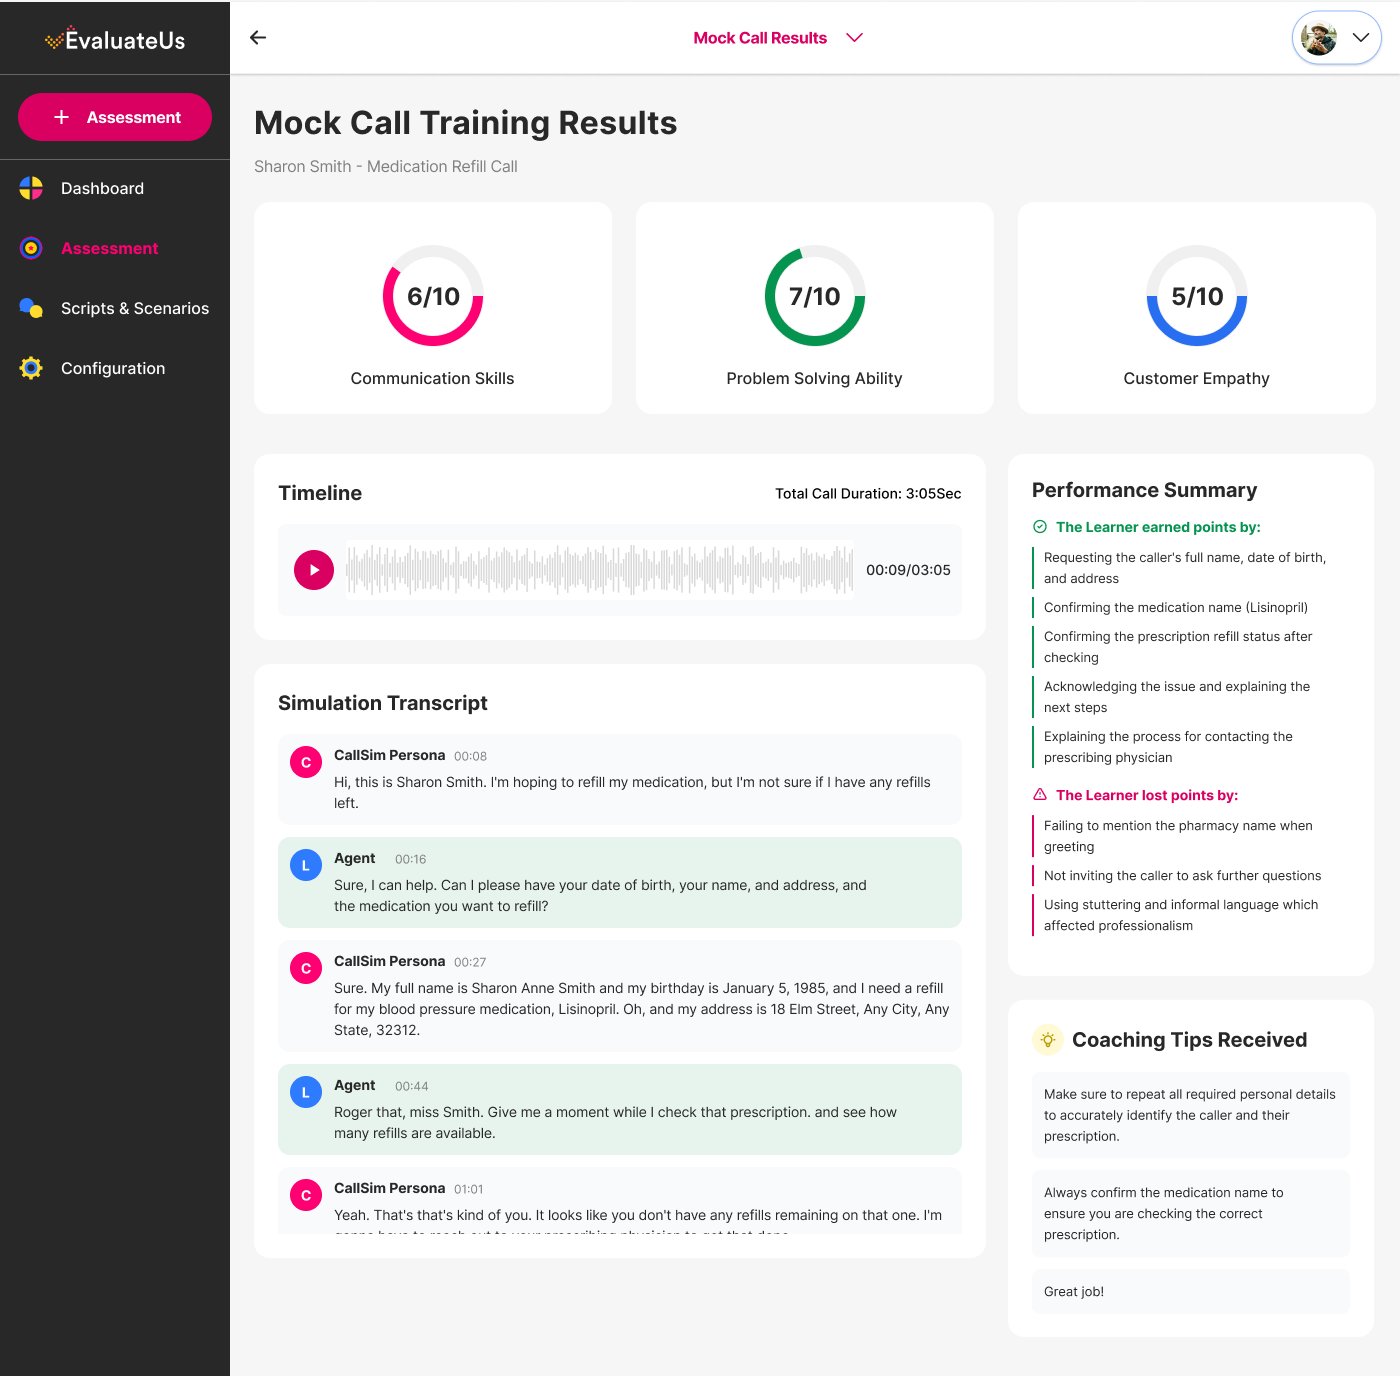 EvaluateUs
Mock Call Results
+ Assessment
Dashboard
Assessment
Scripts & Scenarios
Configuration
Mock Call Training Results
Sharon Smith - Medication Refill Call
6/10
Communication Skills
7/10
Problem Solving Ability
5/10
Customer Empathy
Timeline
Total Call Duration: 3:05Sec
00:09/03:05
Simulation Transcript
C
CallSim Persona 00:08
Hi, this is Sharon Smith. I'm hoping to refill my medication, but I'm not sure if I have any refills
left.
L
Agent 00:16
Sure, I can help. Can I please have your date of birth, your name, and address, and
the medication you want to refill?
C
CallSim Persona 00:27
Sure. My full name is Sharon Anne Smith and my birthday is January 5, 1985, and I need a refill
for my blood pressure medication, Lisinopril. Oh, and my address is 18 Elm Street, Any City, Any
State, 32312.
L
Agent 00:44
Roger that, miss Smith. Give me a moment while I check that prescription. and see how
many refills are available.
C
CallSim Persona 01:01
Yeah. That's that's kind of you. It looks like you don't have any refills remaining on that one. I'm
gonna have to reach out to your prescribing physician to get that done.
Performance Summary
The Learner earned points by:
Requesting the caller's full name, date of birth,
and address
Confirming the medication name (Lisinopril)
Confirming the prescription refill status after
checking
Acknowledging the issue and explaining the
next steps
Explaining the process for contacting the
prescribing physician
The Learner lost points by:
Failing to mention the pharmacy name when
greeting
Not inviting the caller to ask further questions
Using stuttering and informal language which
affected professionalism
Coaching Tips Received
Make sure to repeat all required personal details
to accurately identify the caller and their
prescription.
Always confirm the medication name to
ensure you are checking the correct
prescription.
Great job!